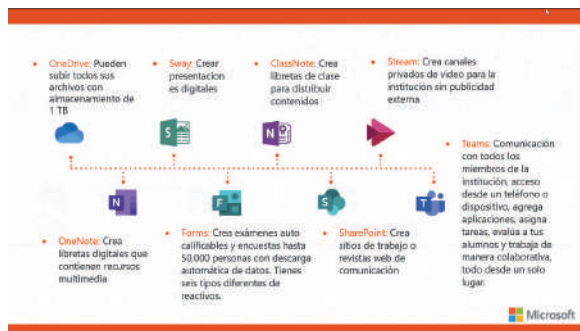 OneDrive: Pueden
subir todos sus
archivos con
almacenamiento de
1 TB
Sway: Crear
presentacion
es digitales
ClassNote: Crea
libretas de clase
para distribuir
contenidos
Stream: Crea canales
privados de video para la
institución sin publicidad
externa
OneNote: Crea
libretas digitales que
contienen recursos
multimedia
Forms: Crea exámenes auto
calificables y encuestas hasta
50,000 personas con descarga
automática de datos. Tienes
seis tipos diferentes de
reactivos.
SharePoint: Crea
sitios de trabajo o
revistas web de
comunicación
Teams: Comunicación
con todos los
miembros de la
institución, acceso
desde un teléfono o
dispositivo, agrega
aplicaciones, asigna
tareas, evalúa a tus
alumnos y trabaja de
manera colaborativa,
todo desde un solo
lugar.
S
N
N
F
S
T
Microsoft